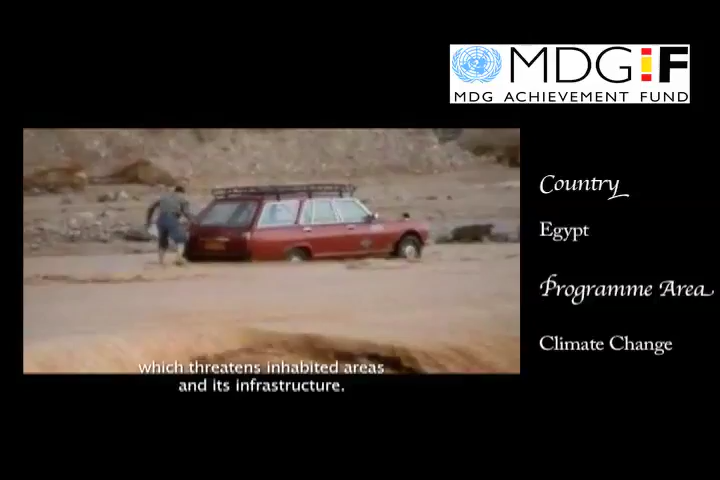 MDG:F
MDG ACHIEVEMENT FUND
Country
Egypt
Programme Area
Climate Change
which threatens inhabited areas
and its infrastructure.